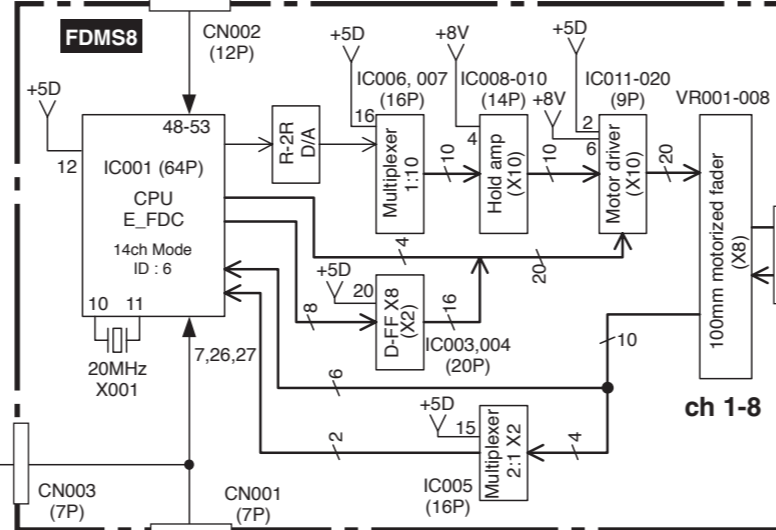 FDMS8
CN002
(12P)
+5D
12
48-53
IC001 (64P)
CPU
E_FDC
14ch Mode
ID : 6
10
11
20MHz
X001
7,26,27
R-2R
D/A
+5D
IC006, 007
(16P)
16
Multiplexer
1:10
10
+8V
IC008-010
(14P)
4
Hold amp
(X10)
10
+5D
IC011-020
(9P)
+8V
2
6
Motor driver
(X10)
20
VR001-008
100mm motorized fader
(X8)
4
20
8
+5D
20
D-FF X8
(X2)
16
IC003,004
(20P)
6
10
ch 1-8
+5D
15
Multiplexer
2:1 X2
4
2
IC005
(16P)
CN003
(7P)
CN001
(7P)